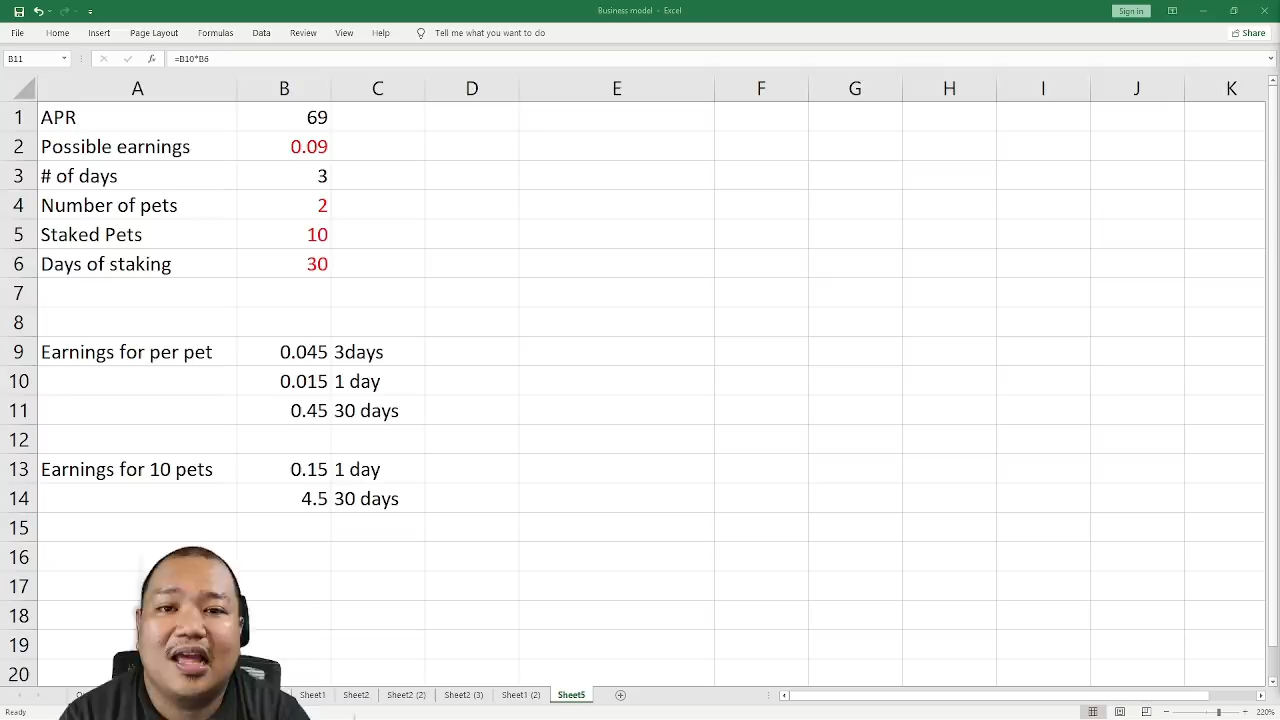 Business model - Excel
Sign in
File Home Insert Page Layout Formulas Data Review View Help Tell me what you want to do
Share
B11 fx =B10*B6
A B C D E F G H I J K
1 APR 69
2 Possible earnings 0.09
3 # of days 3
4 Number of pets 2
5 Staked Pets 10
6 Days of staking 30
7
8
9 Earnings for per pet 0.045 3days
10 0.015 1 day
11 0.45 30 days
12
13 Earnings for 10 pets 0.15 1 day
14 4.5 30 days
15
16
17
18
19
20
Sheet1 Sheet2 Sheet2 (2) Sheet2 (3) Sheet1 (2) Sheet5
Ready
220%